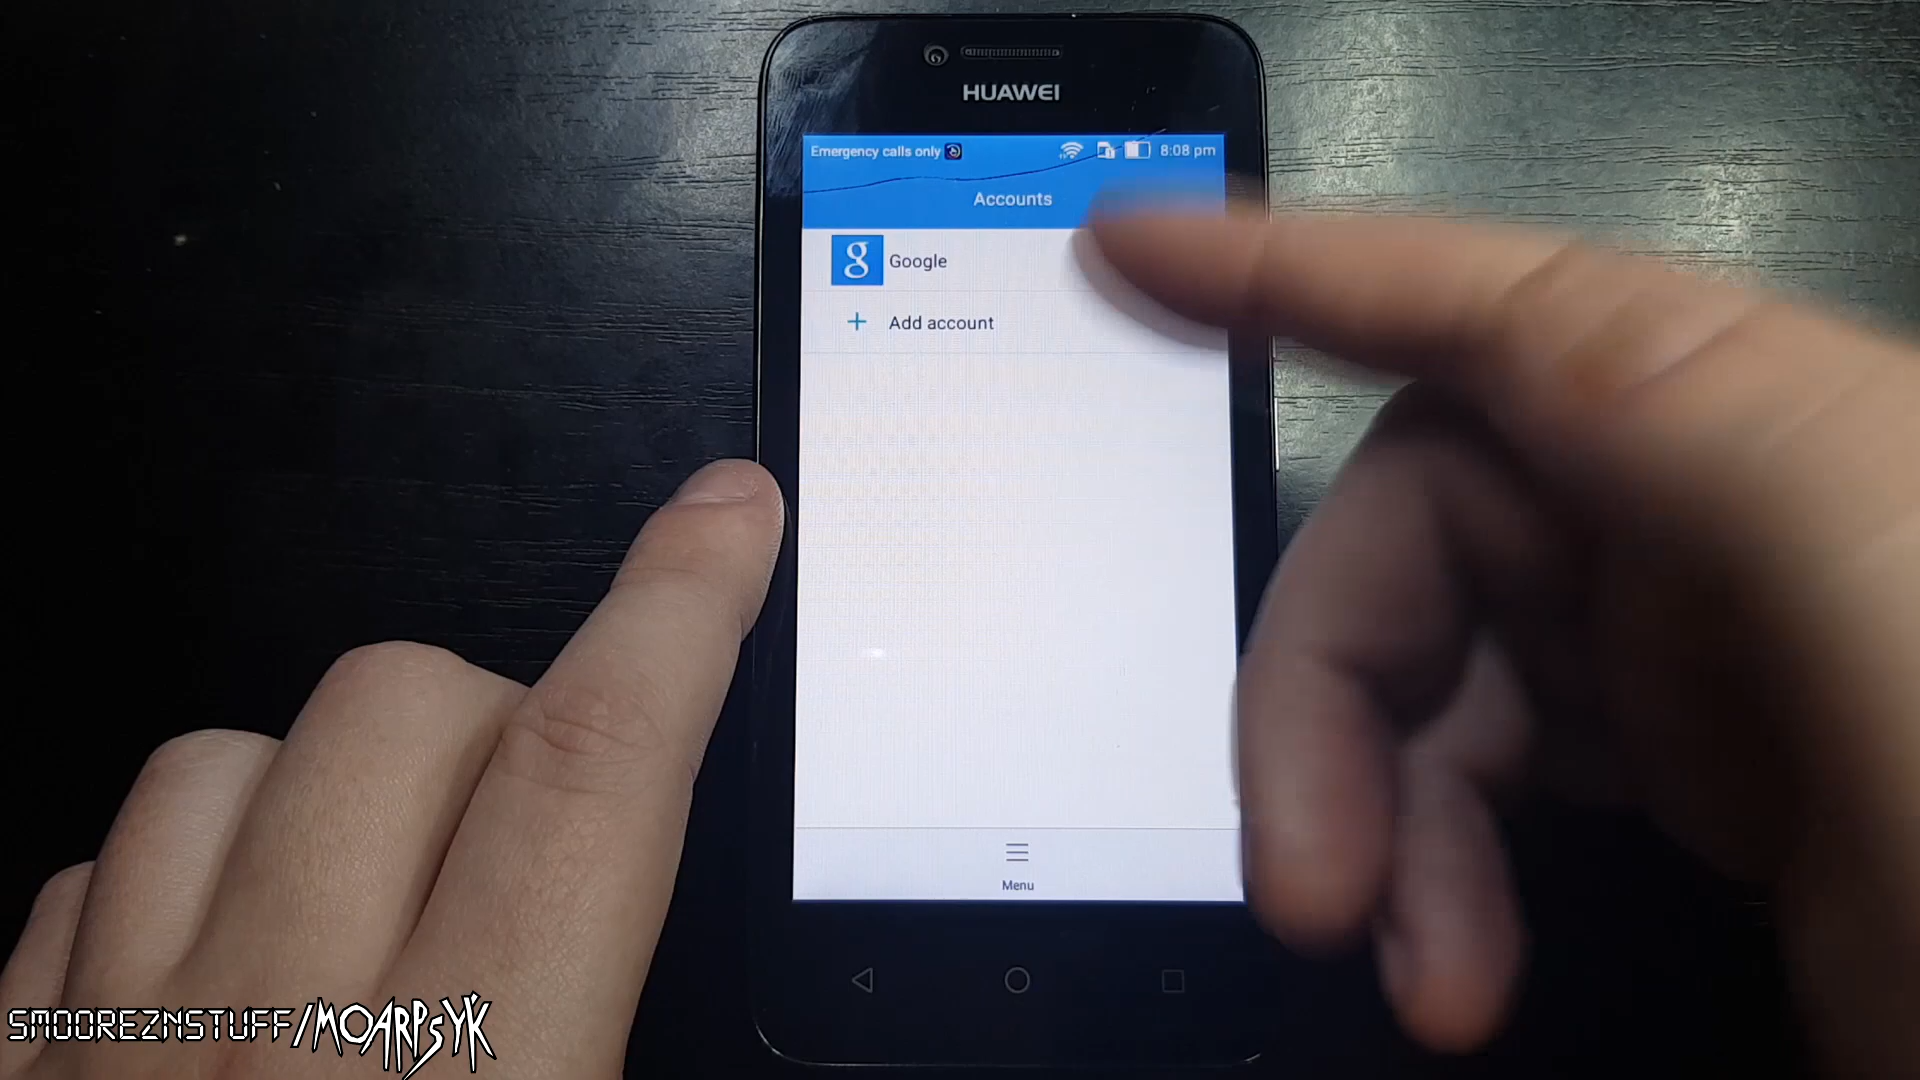 HUAWEI
Emergency calls only 8:08 pm
Accounts
Google
Add account
Menu
SMOOREZNSTUFF/MOARPSYK